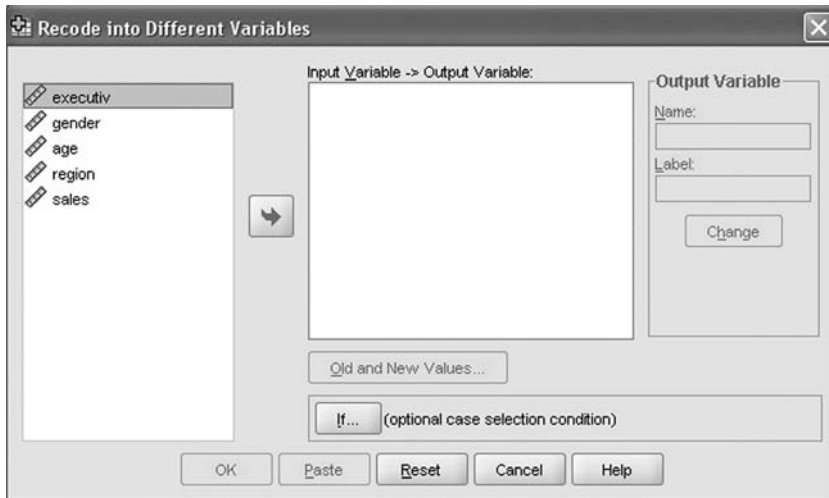 Recode into Different Variables
executiv
gender
age
region
sales
Input Variable -> Output Variable:
Output Variable
Name:
Label:
Change
Old and New Values...
If... (optional case selection condition)
OK Paste Reset Cancel Help